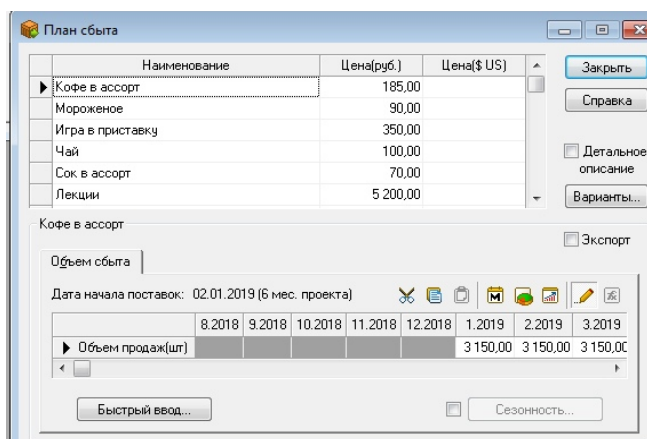 План сбыта
Наименование Цена(руб.) Цена($ US)
Кофе в ассорт 185,00
Мороженое 90,00
Игра в приставку 350,00
Чай 100,00
Сок в ассорт 70,00
Лекции 5 200,00
Закрыть
Справка
Детальное
описание
Варианты...
Кофе в ассорт
Экспорт
Объем сбыта
Дата начала поставок: 02.01.2019 (6 мес. проекта)
8.2018 9.2018 10.2018 11.2018 12.2018 1.2019 2.2019 3.2019
Объем продаж(шт) 3 150,00 3 150,00 3 150,00
Быстрый ввод... Сезонность...